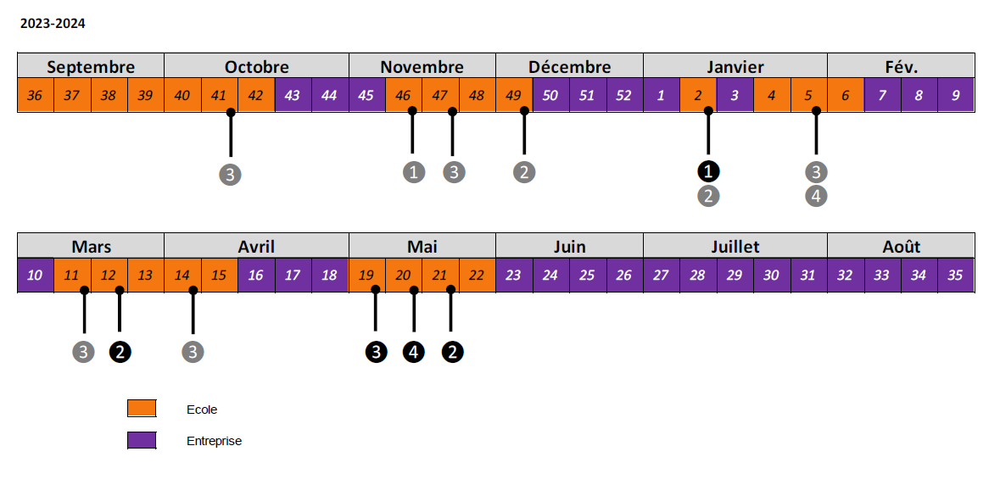 2023-2024
Septembre Octobre Novembre Décembre Janvier Fév.
36 37 38 39 40 41 42 43 44 45 46 47 48 49 50 51 52 1 2 3 4 5 6 7 8 9
3 1 3 2 1 3
2 4
Mars Avril Mai Juin Juillet Août
10 11 12 13 14 15 16 17 18 19 20 21 22 23 24 25 26 27 28 29 30 31 32 33 34 35
3 2 3 3 4 2
Ecole
Entreprise